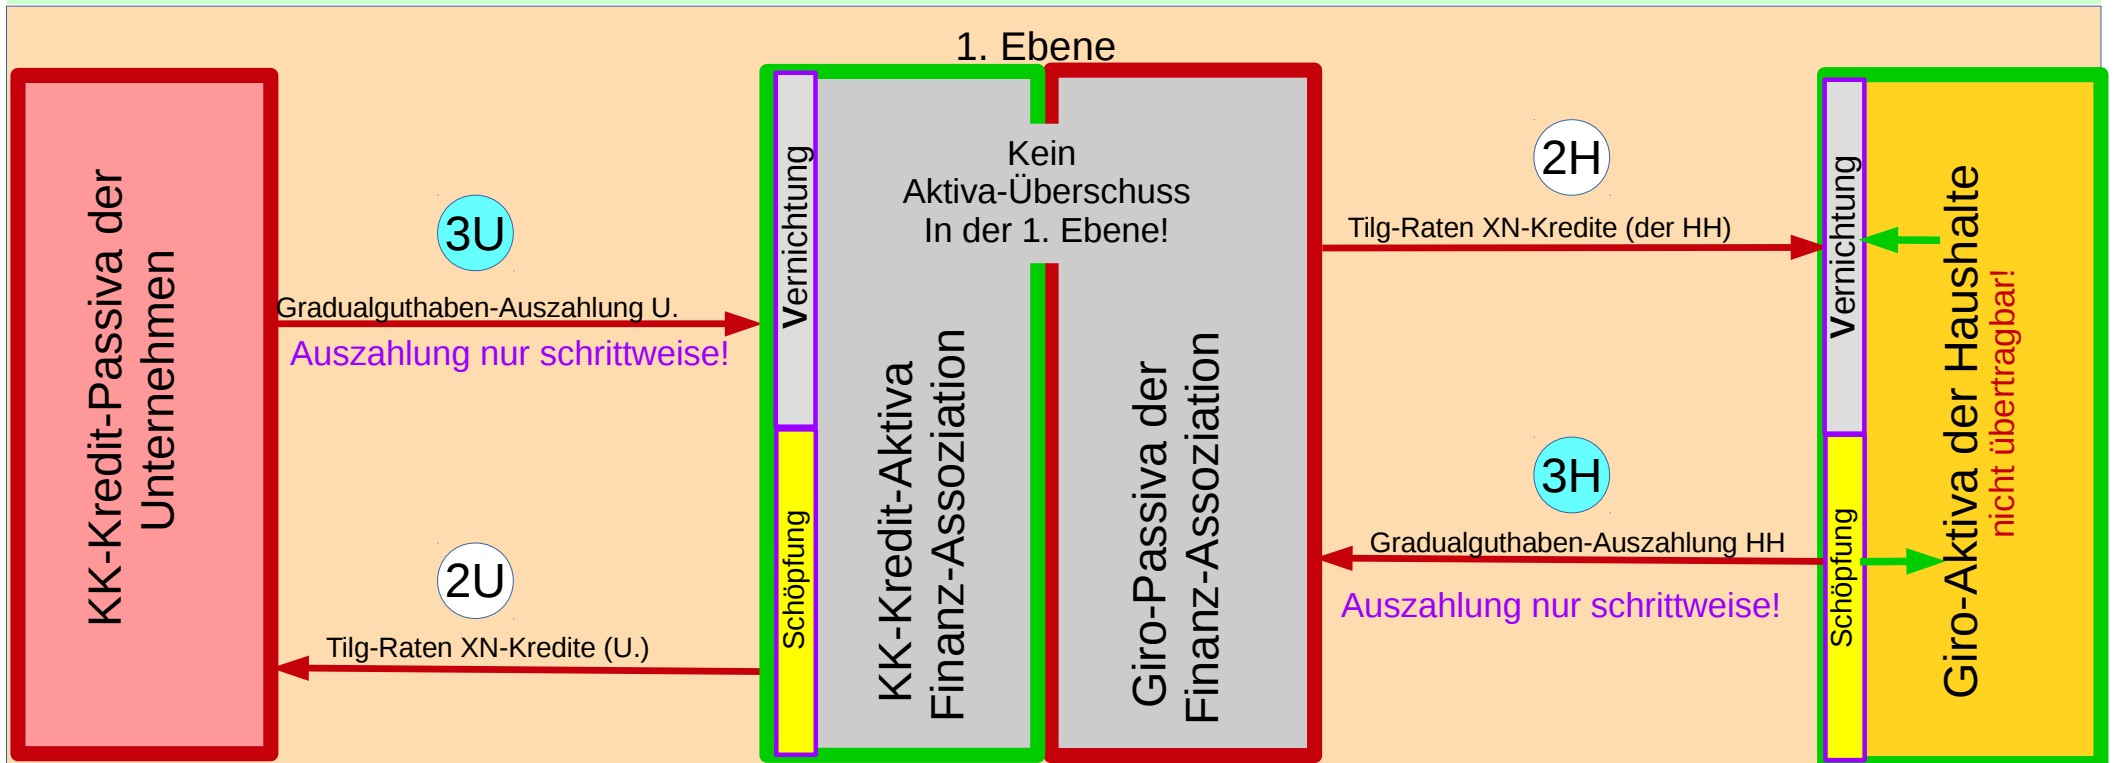 1. Ebene
KK-Kredit-Passiva der
Unternehmen
3U
Gradualguthaben-Auszahlung U.
Auszahlung nur schrittweise!
2U
Tilg-Raten XN-Kredite (U.)
Vernichtung
Schöpfung
Kein
Aktiva-Überschuss
In der 1. Ebene!
KK-Kredit-Aktiva
Finanz-Assoziation
Giro-Passiva der
Finanz-Assoziation
2H
Tilg-Raten XN-Kredite (der HH)
3H
Gradualguthaben-Auszahlung HH
Auszahlung nur schrittweise!
Vernichtung
Schöpfung
Giro-Aktiva der Haushalte
nicht übertragbar!